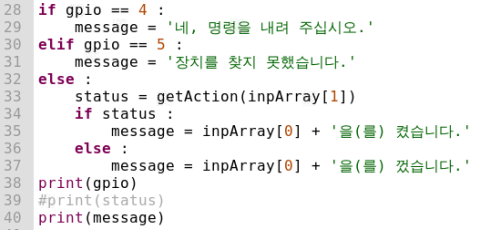 28 if gpio == 4 :
29     message = '네, 명령을 내려 주십시오.'
30 elif gpio == 5 :
31     message = '장치를 찾지 못했습니다.'
32 else :
33     status = getAction(inpArray[1])
34     if status :
35         message = inpArray[0] + '을(를) 켰습니다.'
36     else :
37         message = inpArray[0] + '을(를) 껐습니다.'
38 print(gpio)
39 #print(status)
40 print(message)